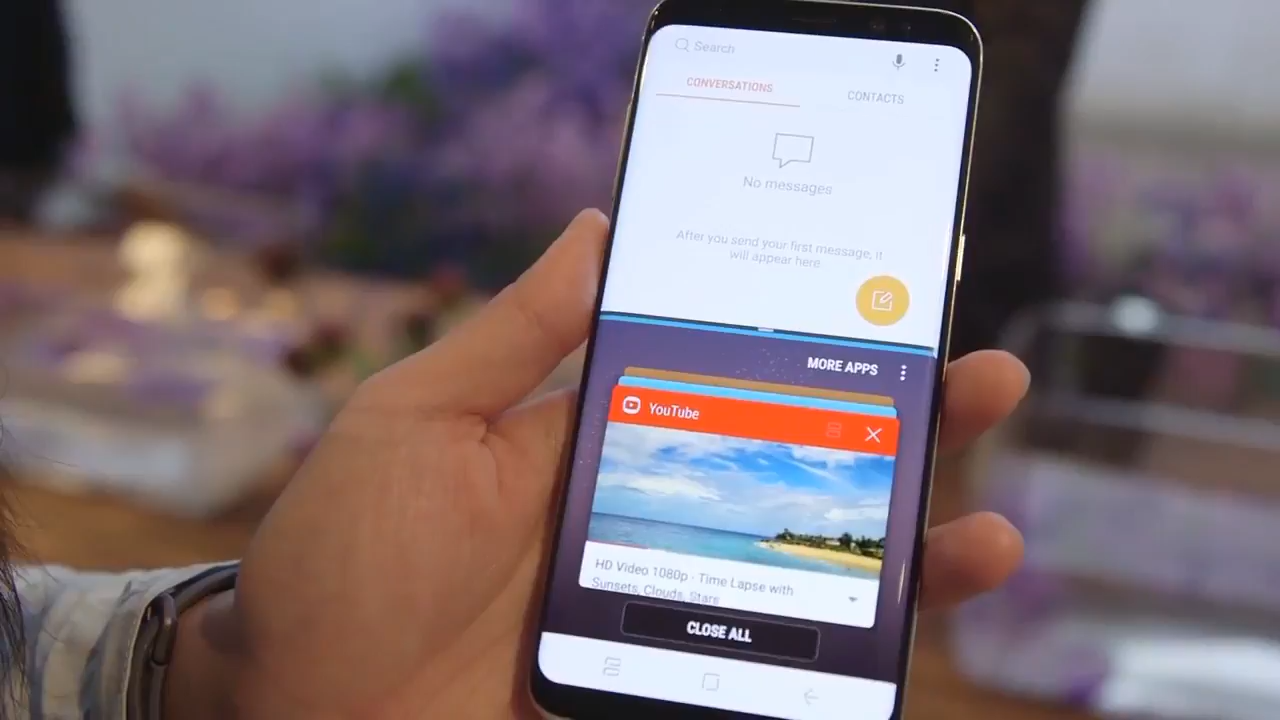 Search
CONVERSATIONS
CONTACTS
No messages
After you send your first message, it
will appear here.
MORE APPS
YouTube
HD Video 1080p - Time Lapse with
Sunsets, Clouds, Stars
CLOSE ALL